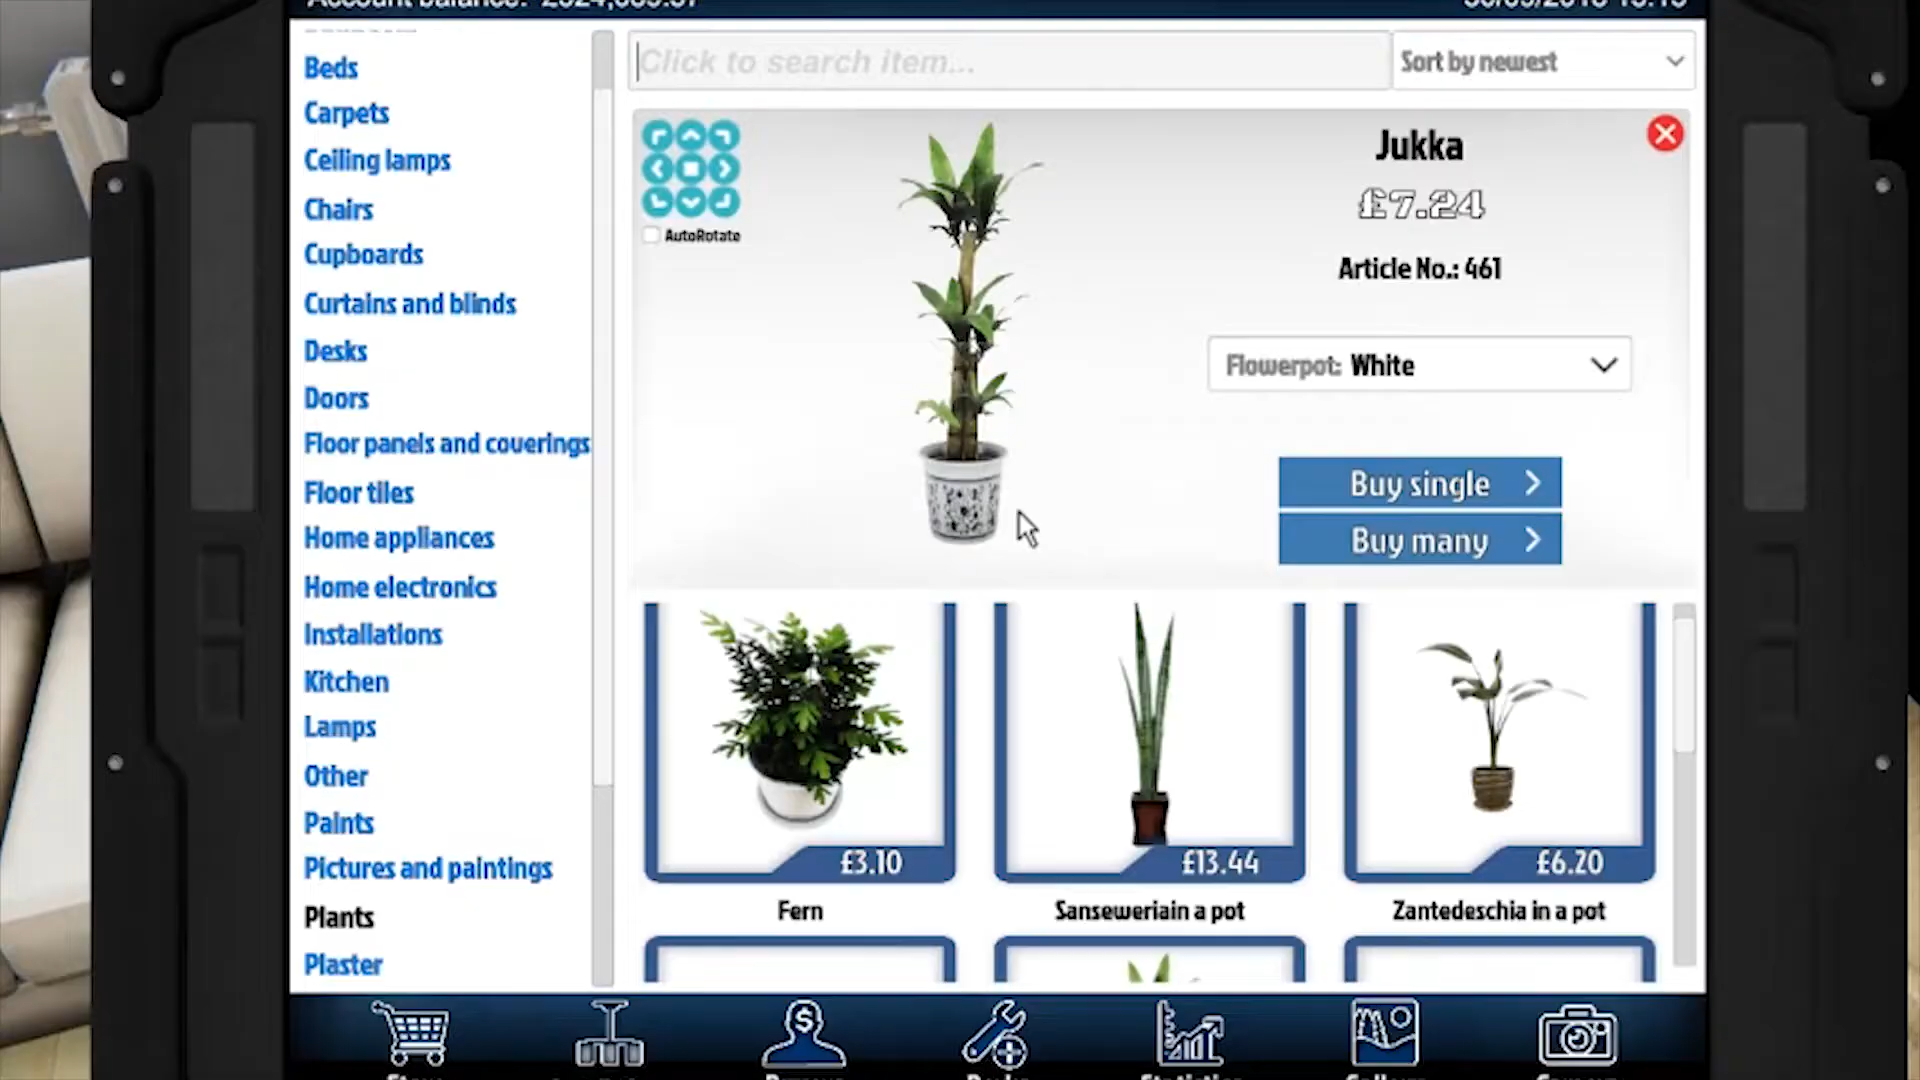 Account balance:
Beds
Carpets
Ceiling lamps
Chairs
Cupboards
Curtains and blinds
Desks
Doors
Floor panels and coverings
Floor tiles
Home appliances
Home electronics
Installations
Kitchen
Lamps
Other
Paints
Pictures and paintings
Plants
Plaster
Click to search item...
Sort by newest
AutoRotate
Jukka
£7.24
Article No.: 461
Flowerpot: White
Buy single
Buy many
£3.10
£13.44
£6.20
Fern
Sanseweriain a pot
Zantedeschia in a pot